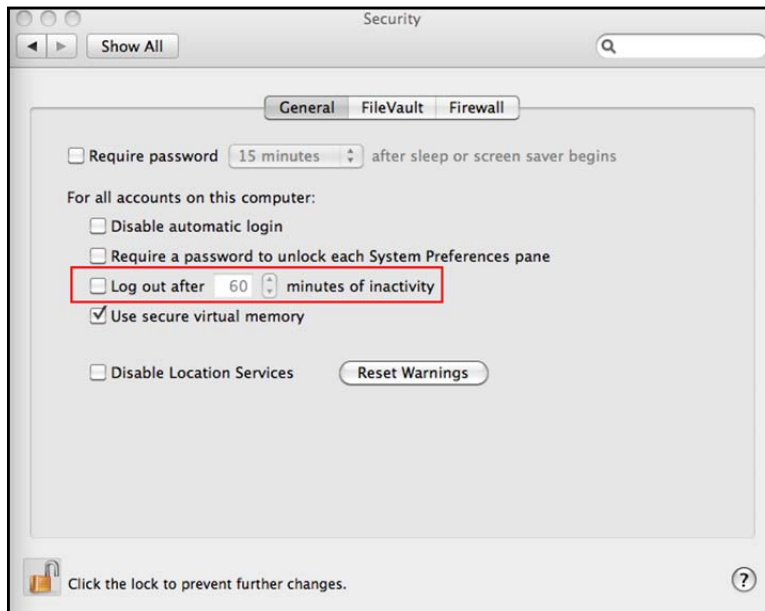 Security
Show All
General FileVault Firewall
Require password 15 minutes after sleep or screen saver begins
For all accounts on this computer:
Disable automatic login
Require a password to unlock each System Preferences pane
Log out after 60 minutes of inactivity
Use secure virtual memory
Disable Location Services Reset Warnings
Click the lock to prevent further changes. ?